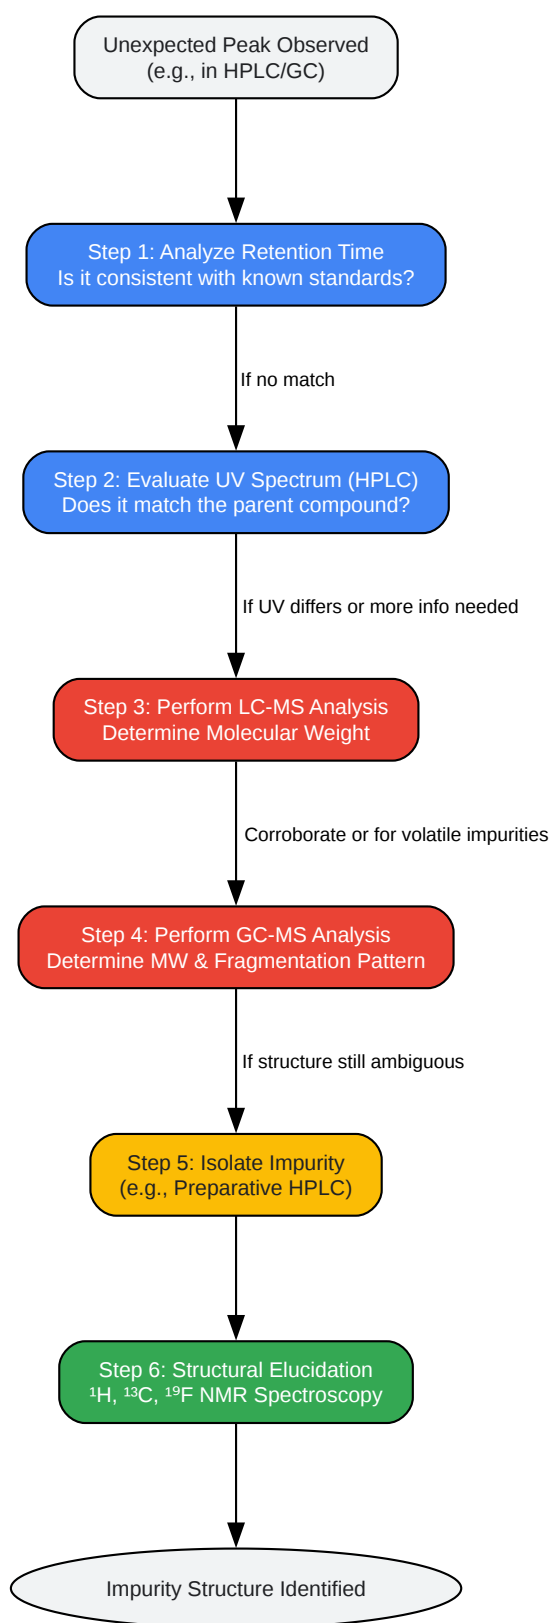 Unexpected Peak Observed
(e.g., in HPLC/GC)
Step 1: Analyze Retention Time
Is it consistent with known standards?
If no match
Step 2: Evaluate UV Spectrum (HPLC)
Does it match the parent compound?
If UV differs or more info needed
Step 3: Perform LC-MS Analysis
Determine Molecular Weight
Corroborate or for volatile impurities
Step 4: Perform GC-MS Analysis
Determine MW & Fragmentation Pattern
If structure still ambiguous
Step 5: Isolate Impurity
(e.g., Preparative HPLC)
Step 6: Structural Elucidation
¹H, ¹³C, ¹⁹F NMR Spectroscopy
Impurity Structure Identified